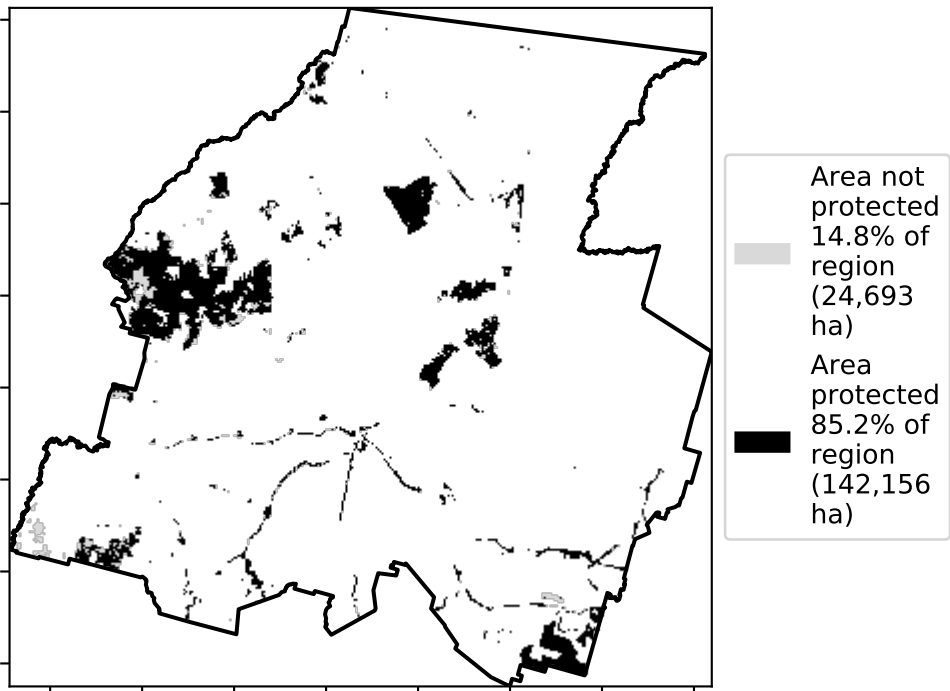 Area not
protected
14.8% of
region
(24,693
ha)
Area
protected
85.2% of
region
(142,156
ha)